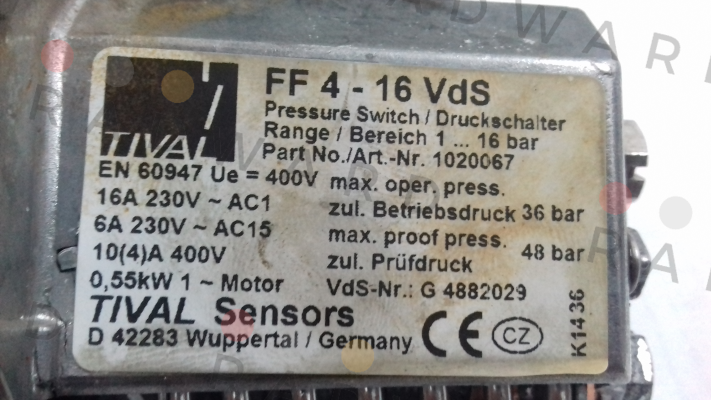 TIVAL
FF 4 - 16 VdS
Pressure Switch / Druckschalter
Range / Bereich 1 ... 16 bar
Part No./Art.-Nr. 1020067
EN 60947 Ue = 400V
16A 230V ~ AC1
6A 230V ~ AC15
10(4)A 400V
0,55kW 1 ~ Motor
max. oper. press.
zul. Betriebsdruck 36 bar
max. proof press.
zul. Prüfdruck 48 bar
VdS-Nr.: G 4882029
TIVAL Sensors
D 42283 Wuppertal / Germany
CE
CZ
K1436